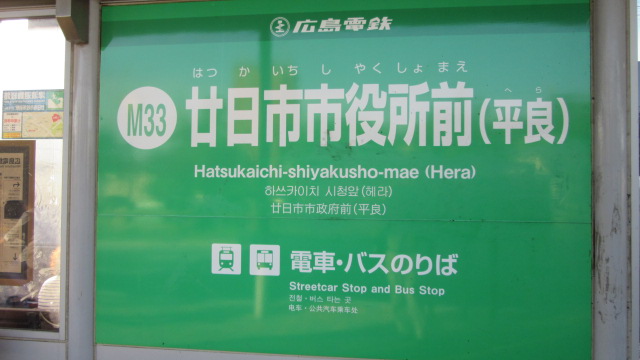 広島電鉄
はつ か いち し やくしょ まえ へら
M33 廿日市市役所前(平良)
Hatsukaichi-shiyakusho-mae (Hera)
하쓰카이치 시청앞(헤라)
廿日市市政府前(平良)
電車・バスのりば
Streetcar Stop and Bus Stop
전철・버스 타는 곳
电车・公共汽车乘车处